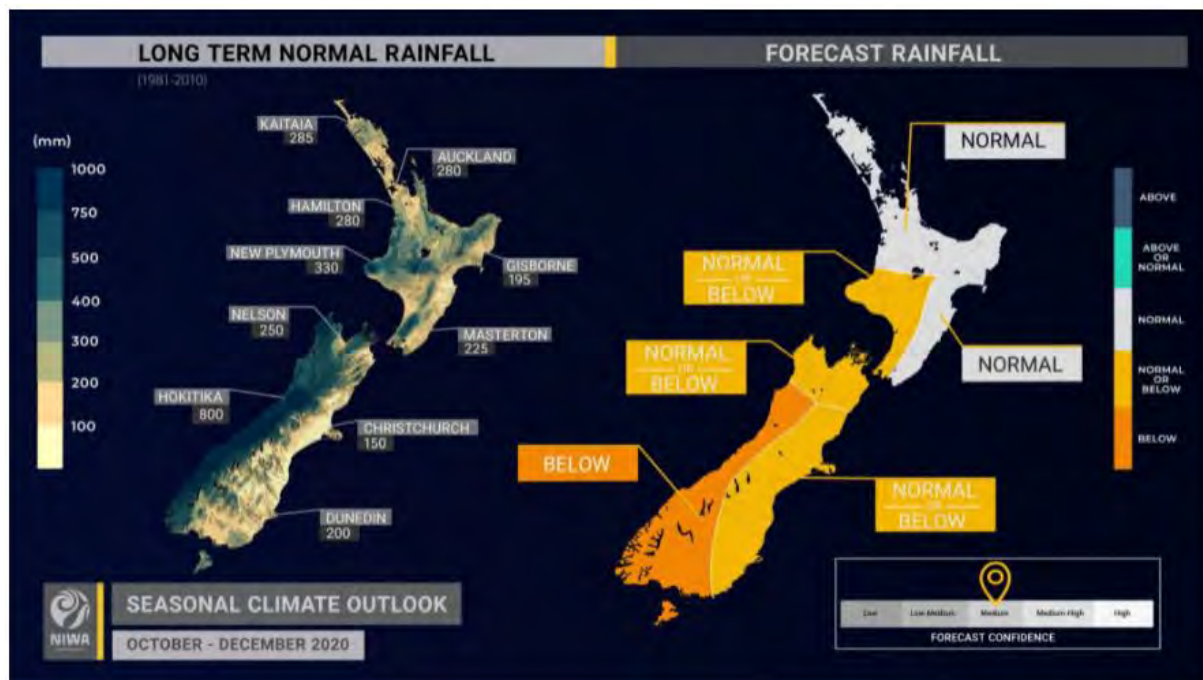 LONG TERM NORMAL RAINFALL
(1981-2010)
(mm)
1000
750
500
400
300
200
100
KAITAIA
285
AUCKLAND
280
HAMILTON
280
NEW PLYMOUTH
330
GISBORNE
195
NELSON
250
MASTERTON
225
HOKITIKA
800
CHRISTCHURCH
150
DUNEDIN
200
NIWA
SEASONAL CLIMATE OUTLOOK
OCTOBER - DECEMBER 2020
FORECAST RAINFALL
NORMAL
NORMAL
OR
BELOW
NORMAL
NORMAL
OR
BELOW
BELOW
NORMAL
OR
BELOW
ABOVE
ABOVE
OR
NORMAL
NORMAL
NORMAL
OR
BELOW
BELOW
Low
Low-Medium
Medium
Medium-High
High
FORECAST CONFIDENCE